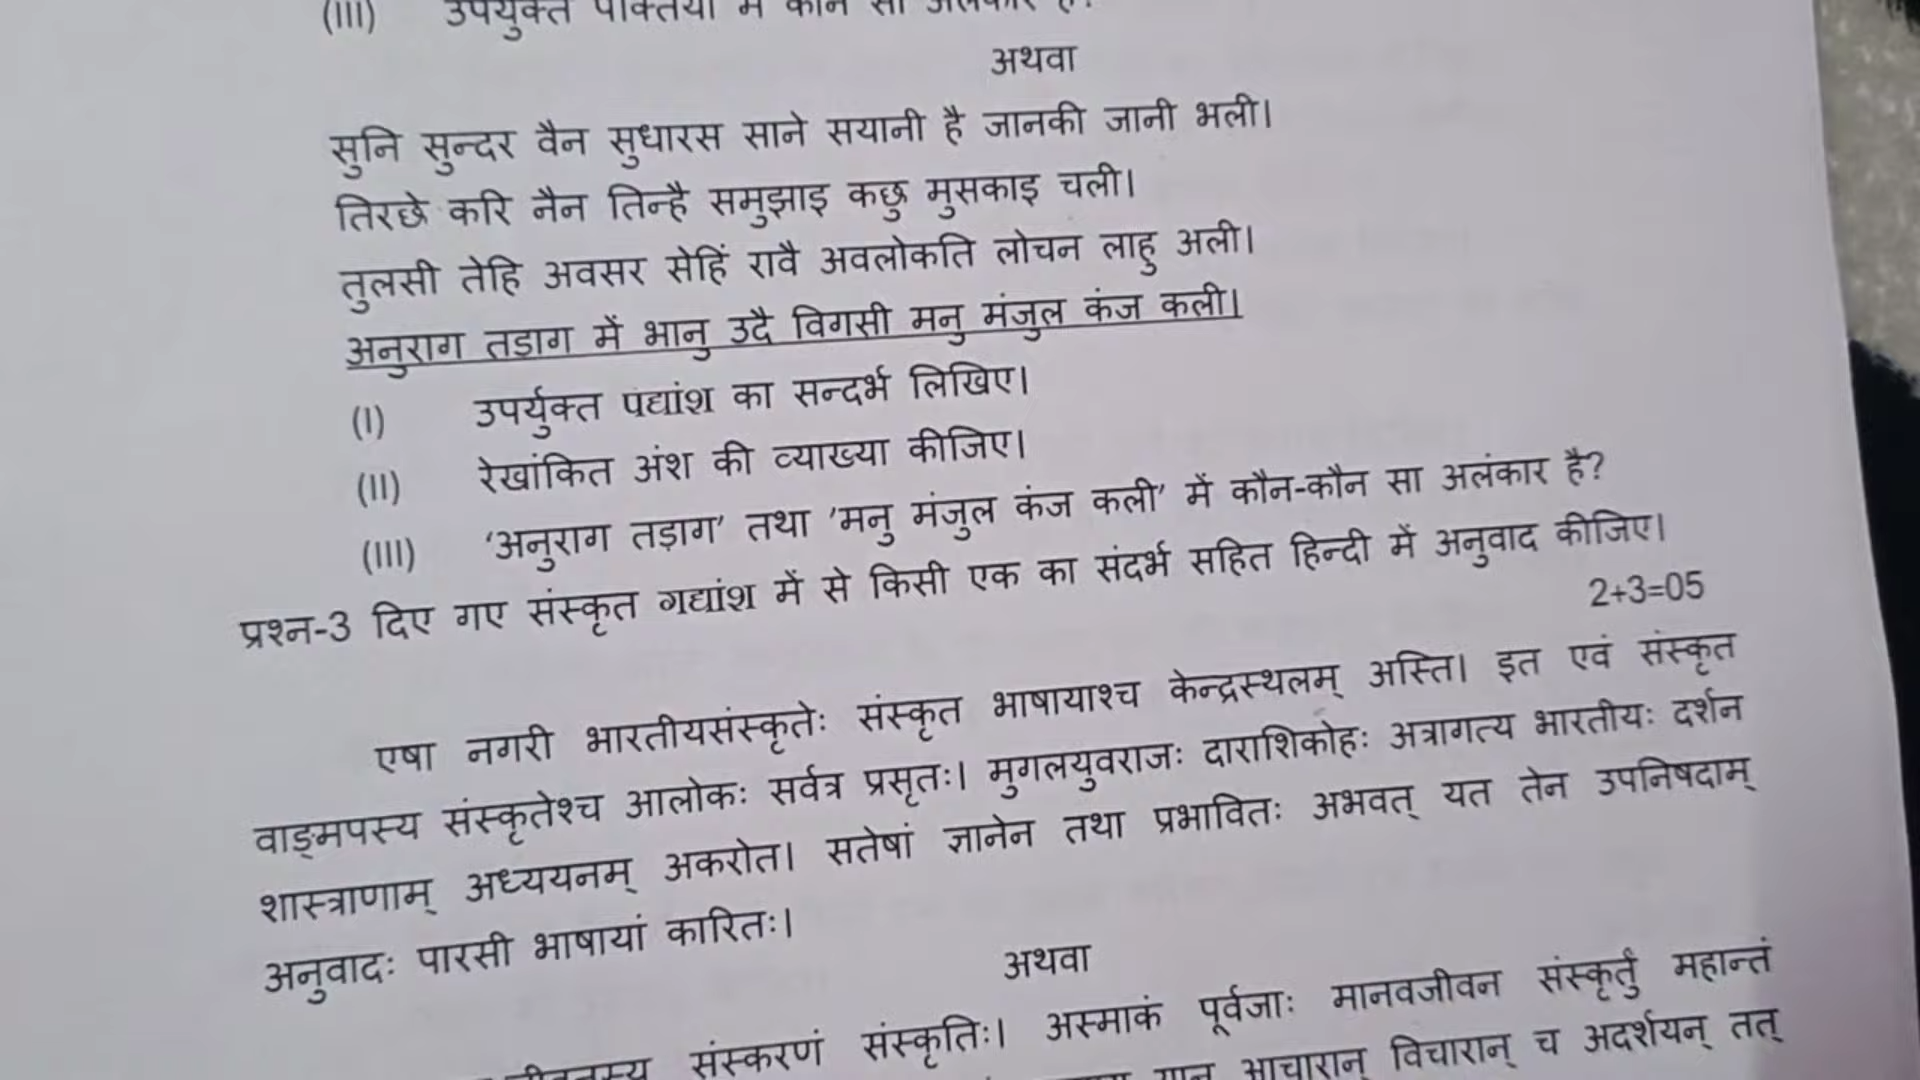 (III) उपर्युक्त पंक्तियों में कौन सा अलंकार है?
अथवा
सुनि सुन्दर वैन सुधारस साने सयानी है जानकी जानी भली।
तिरछे करि नैन तिन्है समुझाइ कछु मुसकाइ चली।
तुलसी तेहि अवसर सेहिं रावै अवलोकति लोचन लाहु अली।
अनुराग तडाग में भानु उदै विगसी मनु मंजुल कंज कली।
(I) उपर्युक्त पद्यांश का सन्दर्भ लिखिए।
(II) रेखांकित अंश की व्याख्या कीजिए।
(III) 'अनुराग तड़ाग' तथा 'मनु मंजुल कंज कली' में कौन-कौन सा अलंकार है?
प्रश्न-3 दिए गए संस्कृत गद्यांश में से किसी एक का संदर्भ सहित हिन्दी में अनुवाद कीजिए।
2+3=05
एषा नगरी भारतीयसंस्कृतेः संस्कृत भाषायाश्च केन्द्रस्थलम् अस्ति। इत एवं संस्कृत
वाङ्मपस्य संस्कृतेश्च आलोकः सर्वत्र प्रसृतः। मुगलयुवराजः दाराशिकोहः अत्रागत्य भारतीयः दर्शन
शास्त्राणाम् अध्ययनम् अकरोत। सतेषां ज्ञानेन तथा प्रभावितः अभवत् यत तेन उपनिषदाम्
अनुवादः पारसी भाषायां कारितः।
अथवा
संस्करणं संस्कृतिः। अस्माकं पूर्वजाः मानवजीवन संस्कृर्तुं महान्तं
यान आचारान् विचारान् च अदर्शयन् तत्